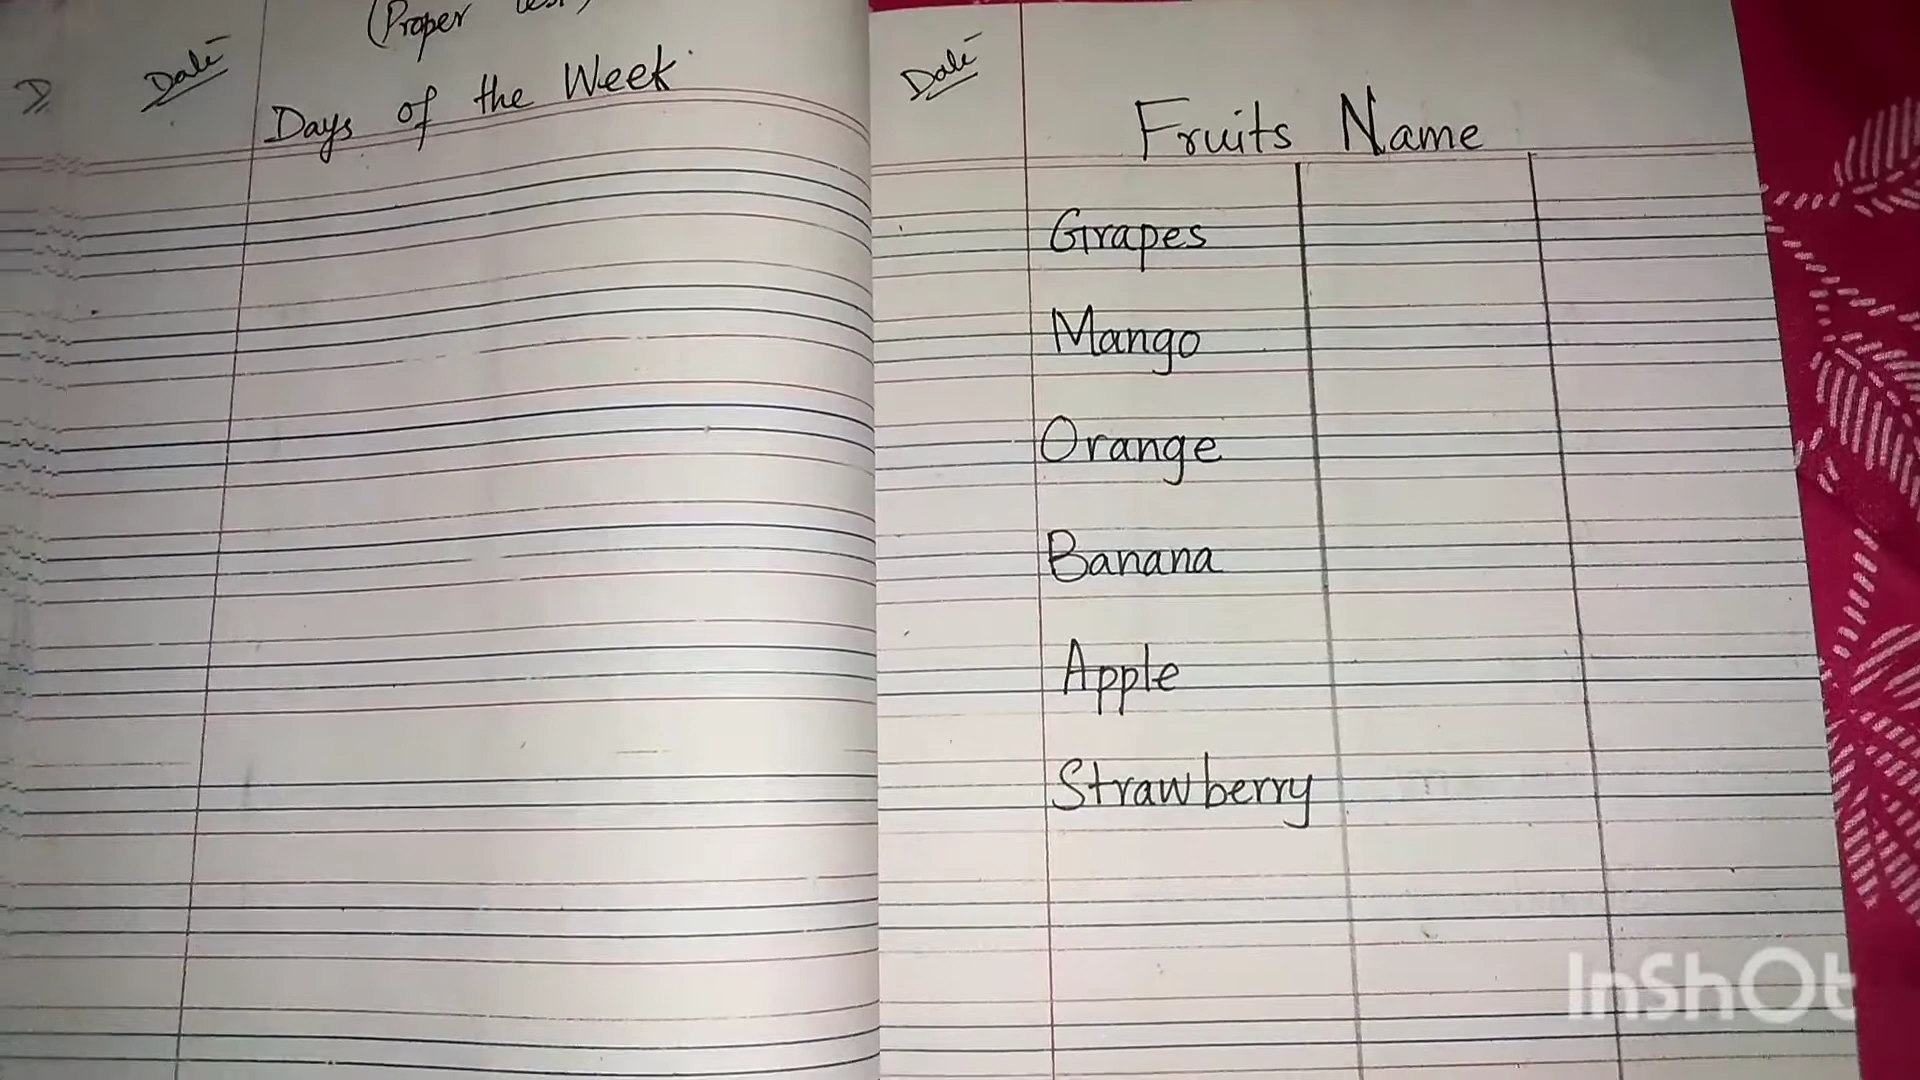 (Proper
Date
Days of the Week
Date
Fruits Name
Grapes
Mango
Orange
Banana
Apple
Strawberry
InShOt